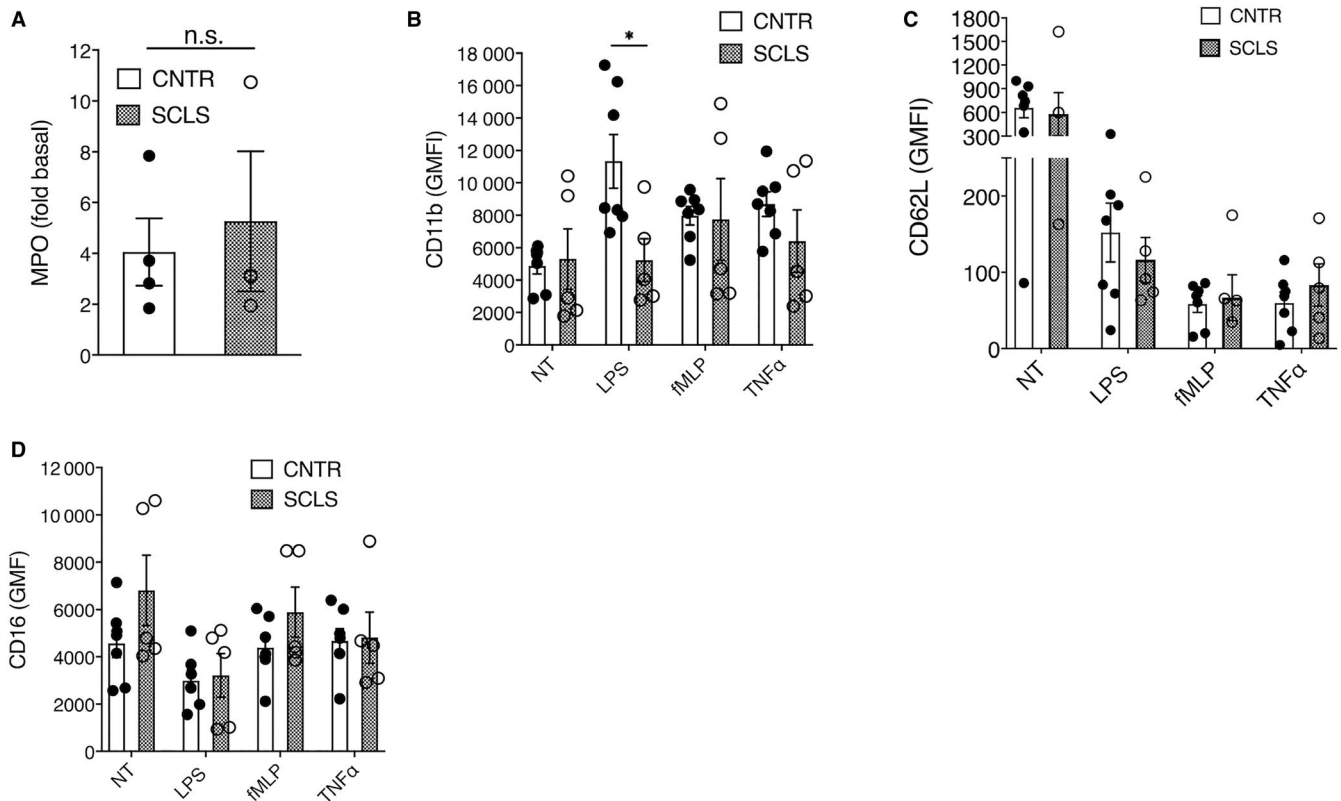 A
n.s.
MPO (fold basal)
12
10
8
6
4
2
0
CNTR
SCLS
B
CD11b (GMFI)
18 000
16 000
14 000
12 000
10 000
8000
6000
4000
2000
0
*
CNTR
SCLS
NT
LPS
fMLP
TNFα
C
CD62L (GMFI)
1800
1500
1200
900
600
300
200
100
0
CNTR
SCLS
NT
LPS
fMLP
TNFα
D
CD16 (GMF)
12 000
10 000
8000
6000
4000
2000
0
CNTR
SCLS
NT
LPS
fMLP
TNFα